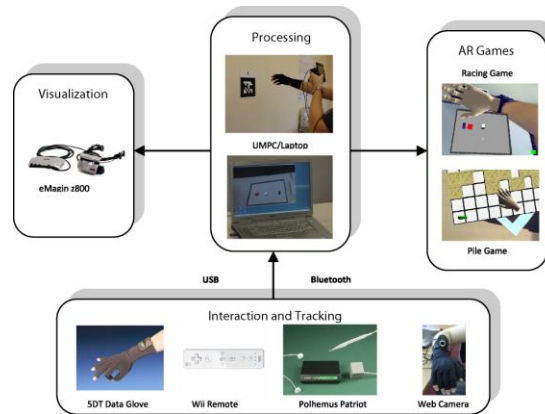 Processing
AR Games
Visualization
Racing Game
UMPC/Laptop
eMagin z800
Pile Game
USB
Bluetooth
Interaction and Tracking
5DT Data Glove
Wii Remote
Polhemus Patriot
Web Camera